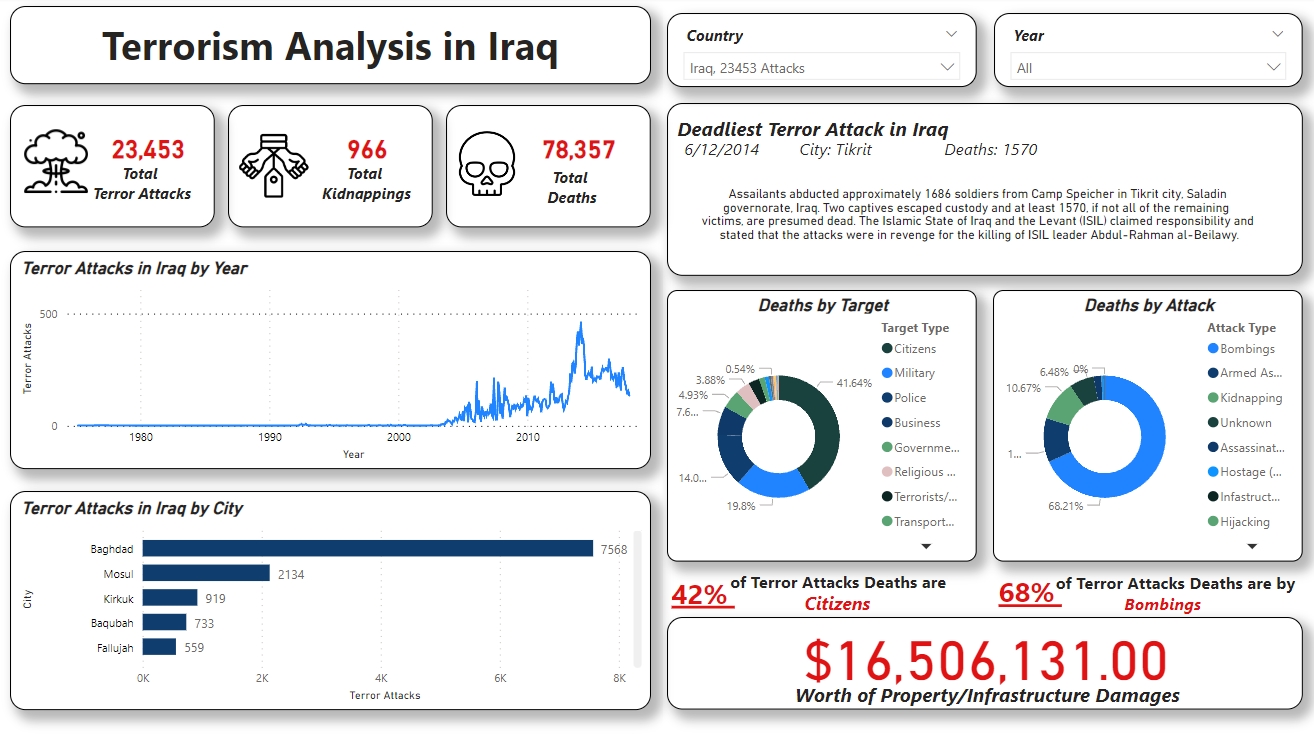 Terrorism Analysis in Iraq
Country
Iraq, 23453 Attacks
Year
All
23,453
Total
Terror Attacks
966
Total
Kidnappings
78,357
Total
Deaths
Deadliest Terror Attack in Iraq
6/12/2014 City: Tikrit Deaths: 1570
Assailants abducted approximately 1686 soldiers from Camp Speicher in Tikrit city, Saladin
governorate, Iraq. Two captives escaped custody and at least 1570, if not all of the remaining
victims, are presumed dead. The Islamic State of Iraq and the Levant (ISIL) claimed responsibility and
stated that the attacks were in revenge for the killing of ISIL leader Abdul-Rahman al-Beilawy.
Terror Attacks in Iraq by Year
Terror Attacks
500
0
1980 1990 2000 2010
Year
Terror Attacks in Iraq by City
City
Baghdad 7568
Mosul 2134
Kirkuk 919
Baqubah 733
Fallujah 559
0K 2K 4K 6K 8K
Terror Attacks
Deaths by Target
Target Type
Citizens
Military
Police
Business
Governme...
Religious ...
Terrorists/...
Transport...
0.54%
3.88%
4.93%
7.6...
14.0...
19.8%
41.64%
Deaths by Attack
Attack Type
Bombings
Armed As...
Kidnapping
Unknown
Assassinat...
Hostage (...
Infastruct...
Hijacking
6.48% 0%
10.67%
1...
68.21%
42% of Terror Attacks Deaths are
Citizens
68% of Terror Attacks Deaths are by
Bombings
$16,506,131.00
Worth of Property/Infrastructure Damages